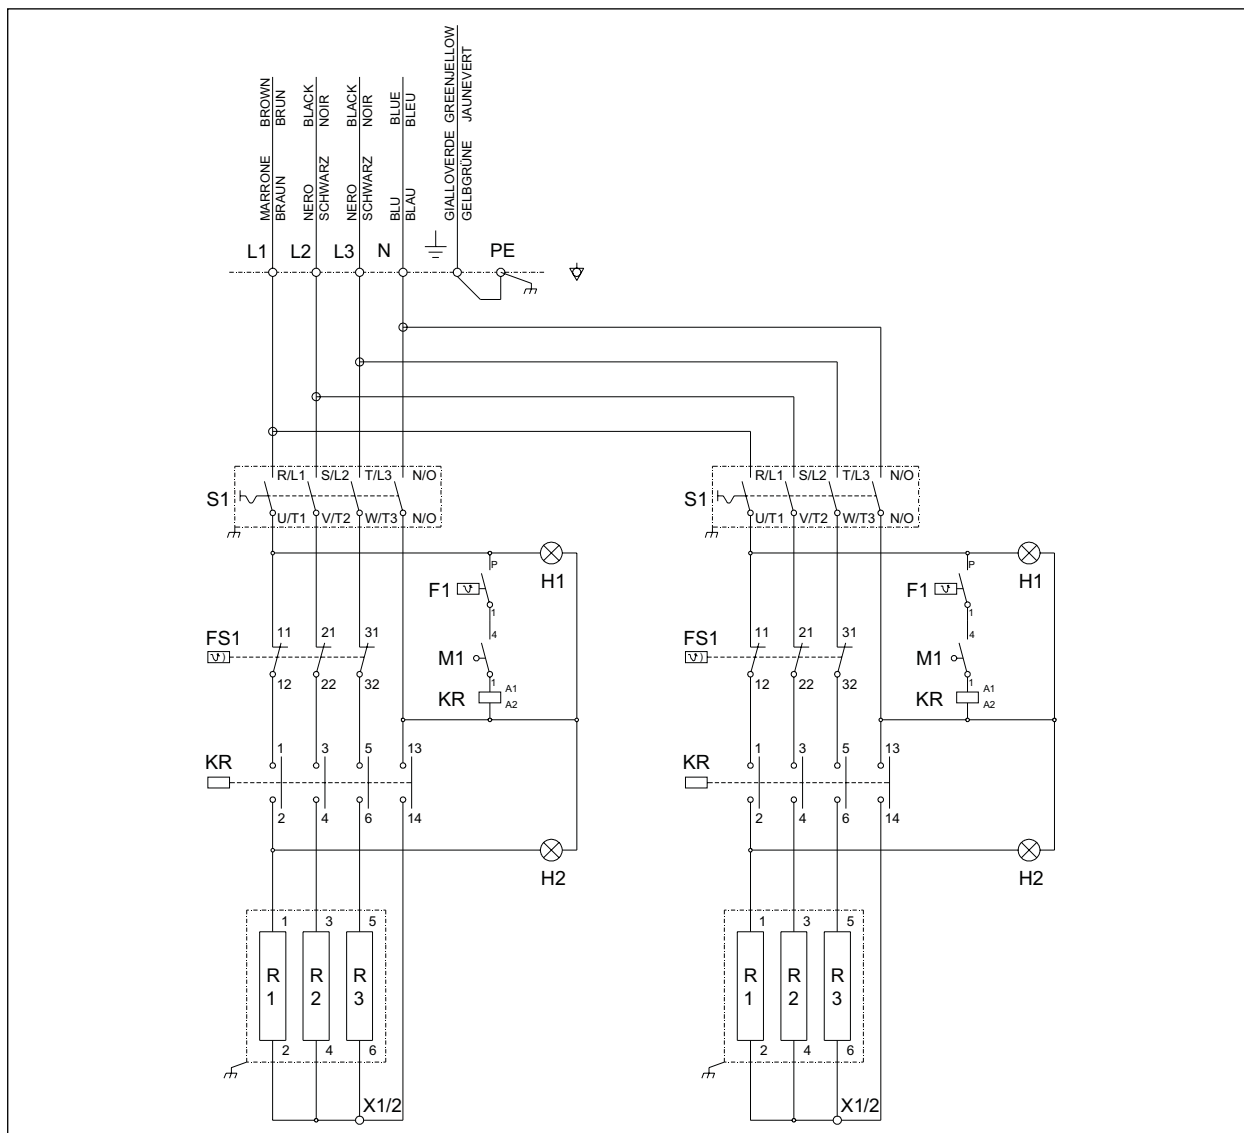 BROWN
BRUN
BLACK
NOIR
BLACK
NOIR
BLUE
BLEU
GREENJELLOW
JAUNEVERT
MARRONE
BRAUN
NERO
SCHWARZ
NERO
SCHWARZ
BLU
BLAU
GIALLOVERDE
GELBGRÜNE
L1 L2 L3 N PE
R/L1 S/L2 T/L3 N/O R/L1 S/L2 T/L3 N/O
S1 S1
U/T1 V/T2 W/T3 N/O U/T1 V/T2 W/T3 N/O
P P
H1 H1
F1 F1
1 1
11 21 31 4 11 21 31 4
FS1 FS1
M1 M1
12 22 32 1 12 22 32 1
KR A1 KR A1
A2 A2
1 3 5 13 1 3 5 13
KR KR
2 4 6 14 2 4 6 14
H2 H2
1 3 5 1 3 5
R R R R R R
1 2 3 1 2 3
2 4 6 2 4 6
X1/2 X1/2